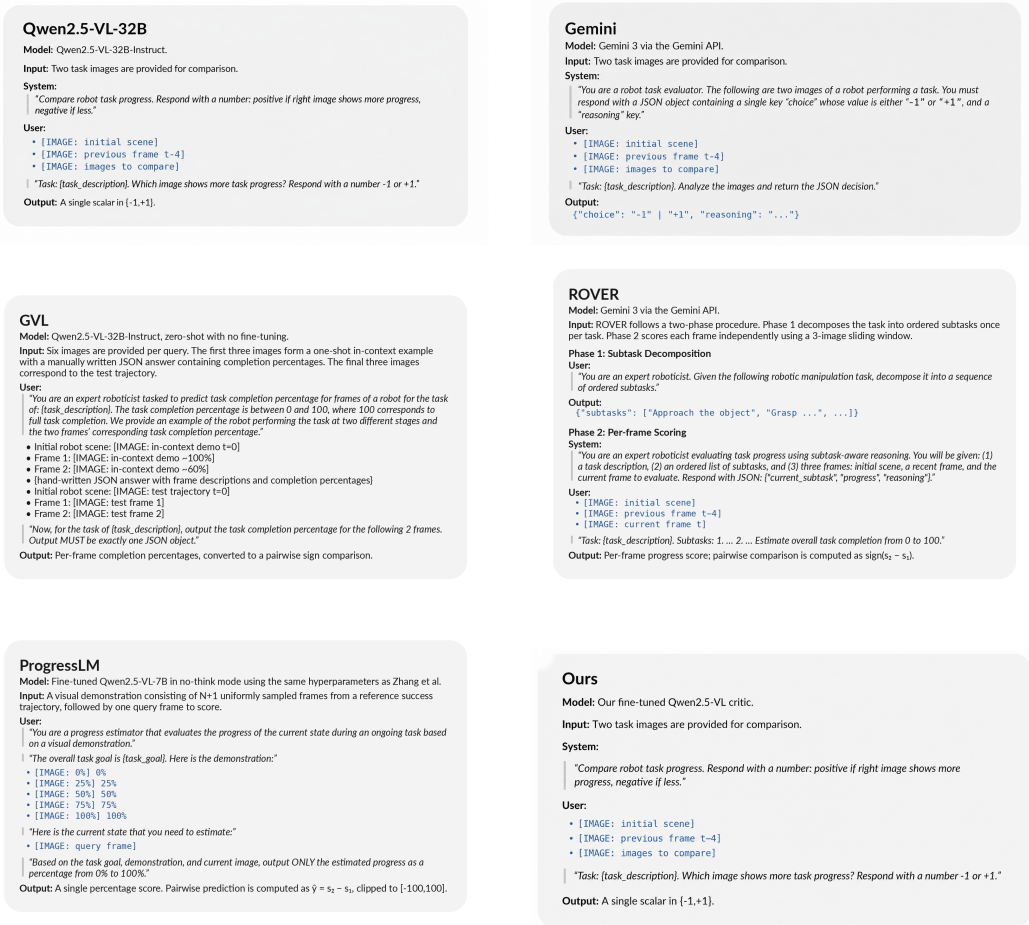 Qwen2.5-VL-32B
Model: Qwen2.5-VL-32B-Instruct.
Input: Two task images are provided for comparison.
System:
"Compare robot task progress. Respond with a number: positive if right image shows more progress,
negative if less."
User:
• [IMAGE: initial scene]
• [IMAGE: previous frame t-4]
• [IMAGE: images to compare]
"Task: {task_description}. Which image shows more task progress? Respond with a number -1 or +1."
Output: A single scalar in {-1,+1}.
Gemini
Model: Gemini 3 via the Gemini API.
Input: Two task images are provided for comparison.
System:
"You are a robot task evaluator. The following are two images of a robot performing a task. You must
respond with a JSON object containing a single key "choice" whose value is either "-1" or "+1", and a
"reasoning" key."
User:
• [IMAGE: initial scene]
• [IMAGE: previous frame t-4]
• [IMAGE: images to compare]
"Task: {task_description}. Analyze the images and return the JSON decision."
Output:
{"choice": "-1" | "+1", "reasoning": "..."}
GVL
Model: Qwen2.5-VL-32B-Instruct, zero-shot with no fine-tuning.
Input: Six images are provided per query. The first three images form a one-shot in-context example
with a manually written JSON answer containing completion percentages. The final three images
correspond to the test trajectory.
User:
"You are an expert roboticist tasked to predict task completion percentage for frames of a robot for the task
of: {task_description}. The task completion percentage is between 0 and 100, where 100 corresponds to
full task completion. We provide an example of the robot performing the task at two different stages and
the two frames' corresponding task completion percentage."
• Initial robot scene: [IMAGE: in-context demo t=0]
• Frame 1: [IMAGE: in-context demo ~100%]
• Frame 2: [IMAGE: in-context demo ~60%]
• {hand-written JSON answer with frame descriptions and completion percentages}
• Initial robot scene: [IMAGE: test trajectory t=0]
• Frame 1: [IMAGE: test frame 1]
• Frame 2: [IMAGE: test frame 2]
"Now, for the task of {task_description}, output the task completion percentage for the following 2 frames.
Output MUST be exactly one JSON object."
Output: Per-frame completion percentages, converted to a pairwise sign comparison.
ROVER
Model: Gemini 3 via the Gemini API.
Input: ROVER follows a two-phase procedure. Phase 1 decomposes the task into ordered subtasks once
per task. Phase 2 scores each frame independently using a 3-image sliding window.
Phase 1: Subtask Decomposition
User:
"You are an expert roboticist. Given the following robotic manipulation task, decompose it into a sequence
of ordered subtasks."
Output:
{"subtasks": ["Approach the object", "Grasp ...", ...]}
Phase 2: Per-frame Scoring
System:
"You are an expert roboticist evaluating task progress using subtask-aware reasoning. You will be given: (1)
a task description, (2) an ordered list of subtasks, and (3) three frames: initial scene, a recent frame, and the
current frame to evaluate. Respond with JSON: {"current_subtask", "progress", "reasoning"}."
User:
• [IMAGE: initial scene]
• [IMAGE: previous frame t−4]
• [IMAGE: current frame t]
"Task: {task_description}. Subtasks: 1. ... 2. ... Estimate overall task completion from 0 to 100."
Output: Per-frame progress score; pairwise comparison is computed as sign(s₂ − s₁).
ProgressLM
Model: Fine-tuned Qwen2.5-VL-7B in no-think mode using the same hyperparameters as Zhang et al.
Input: A visual demonstration consisting of N+1 uniformly sampled frames from a reference success
trajectory, followed by one query frame to score.
User:
"You are a progress estimator that evaluates the progress of the current state during an ongoing task based
on a visual demonstration."
"The overall task goal is {task_goal}. Here is the demonstration:"
• [IMAGE: 0%] 0%
• [IMAGE: 25%] 25%
• [IMAGE: 50%] 50%
• [IMAGE: 75%] 75%
• [IMAGE: 100%] 100%
"Here is the current state that you need to estimate:"
• [IMAGE: query frame]
"Based on the task goal, demonstration, and current image, output ONLY the estimated progress as a
percentage from 0% to 100%."
Output: A single percentage score. Pairwise prediction is computed as ŷ = s₂ − s₁, clipped to [-100,100].
Ours
Model: Our fine-tuned Qwen2.5-VL critic.
Input: Two task images are provided for comparison.
System:
"Compare robot task progress. Respond with a number: positive if right image shows more
progress, negative if less."
User:
• [IMAGE: initial scene]
• [IMAGE: previous frame t−4]
• [IMAGE: images to compare]
"Task: {task_description}. Which image shows more task progress? Respond with a number -1 or +1."
Output: A single scalar in {-1,+1}.